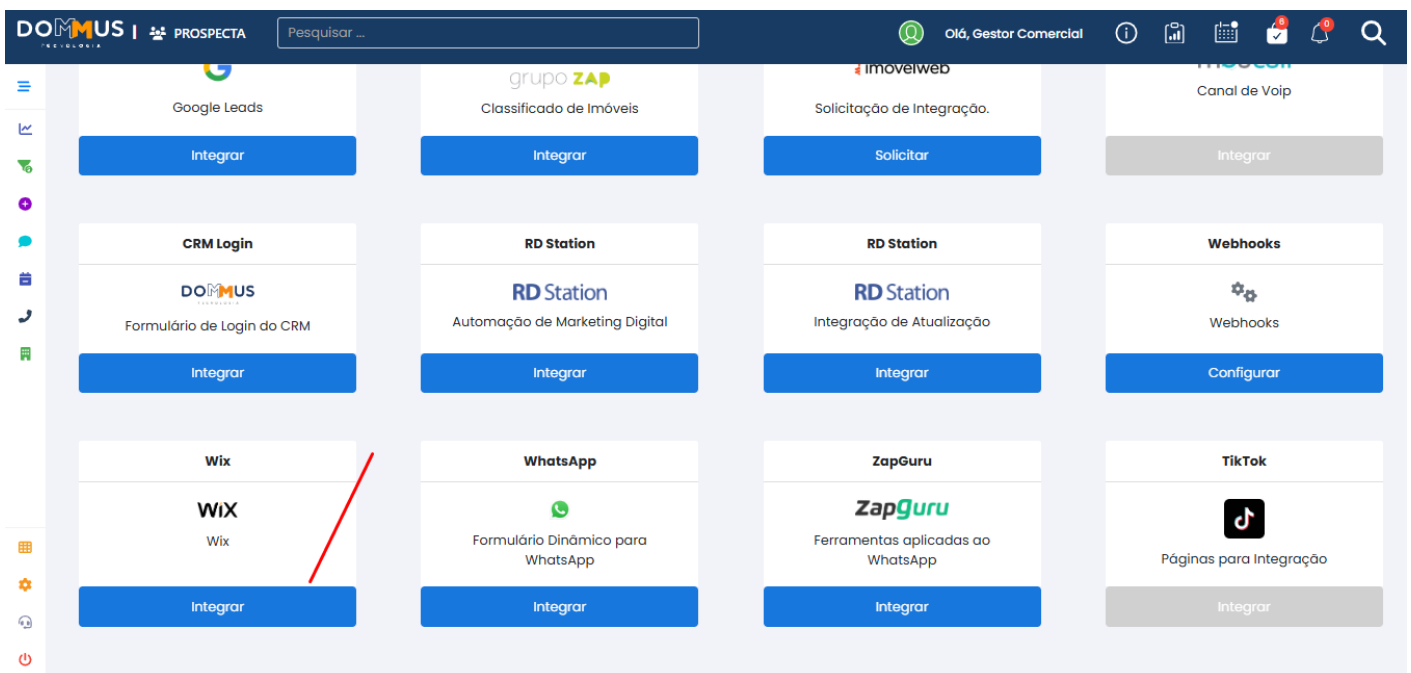 DOMMUS | PROSPECTA Pesquisar ... Olá, Gestor Comercial 6 0
TECNOLOGIA
grupo ZAP imovelweb
Google Leads Classificado de Imóveis Solicitação de Integração. Canal de Voip
Integrar Integrar Solicitar Integrar
CRM Login RD Station RD Station Webhooks
DOMMUS RD Station RD Station
TECNOLOGIA
Formulário de Login do CRM Automação de Marketing Digital Integração de Atualização Webhooks
Integrar Integrar Integrar Configurar
Wix WhatsApp ZapGuru TikTok
WiX zapguru
Wix Formulário Dinâmico para Ferramentas aplicadas ao Páginas para Integração
WhatsApp WhatsApp
Integrar Integrar Integrar Integrar